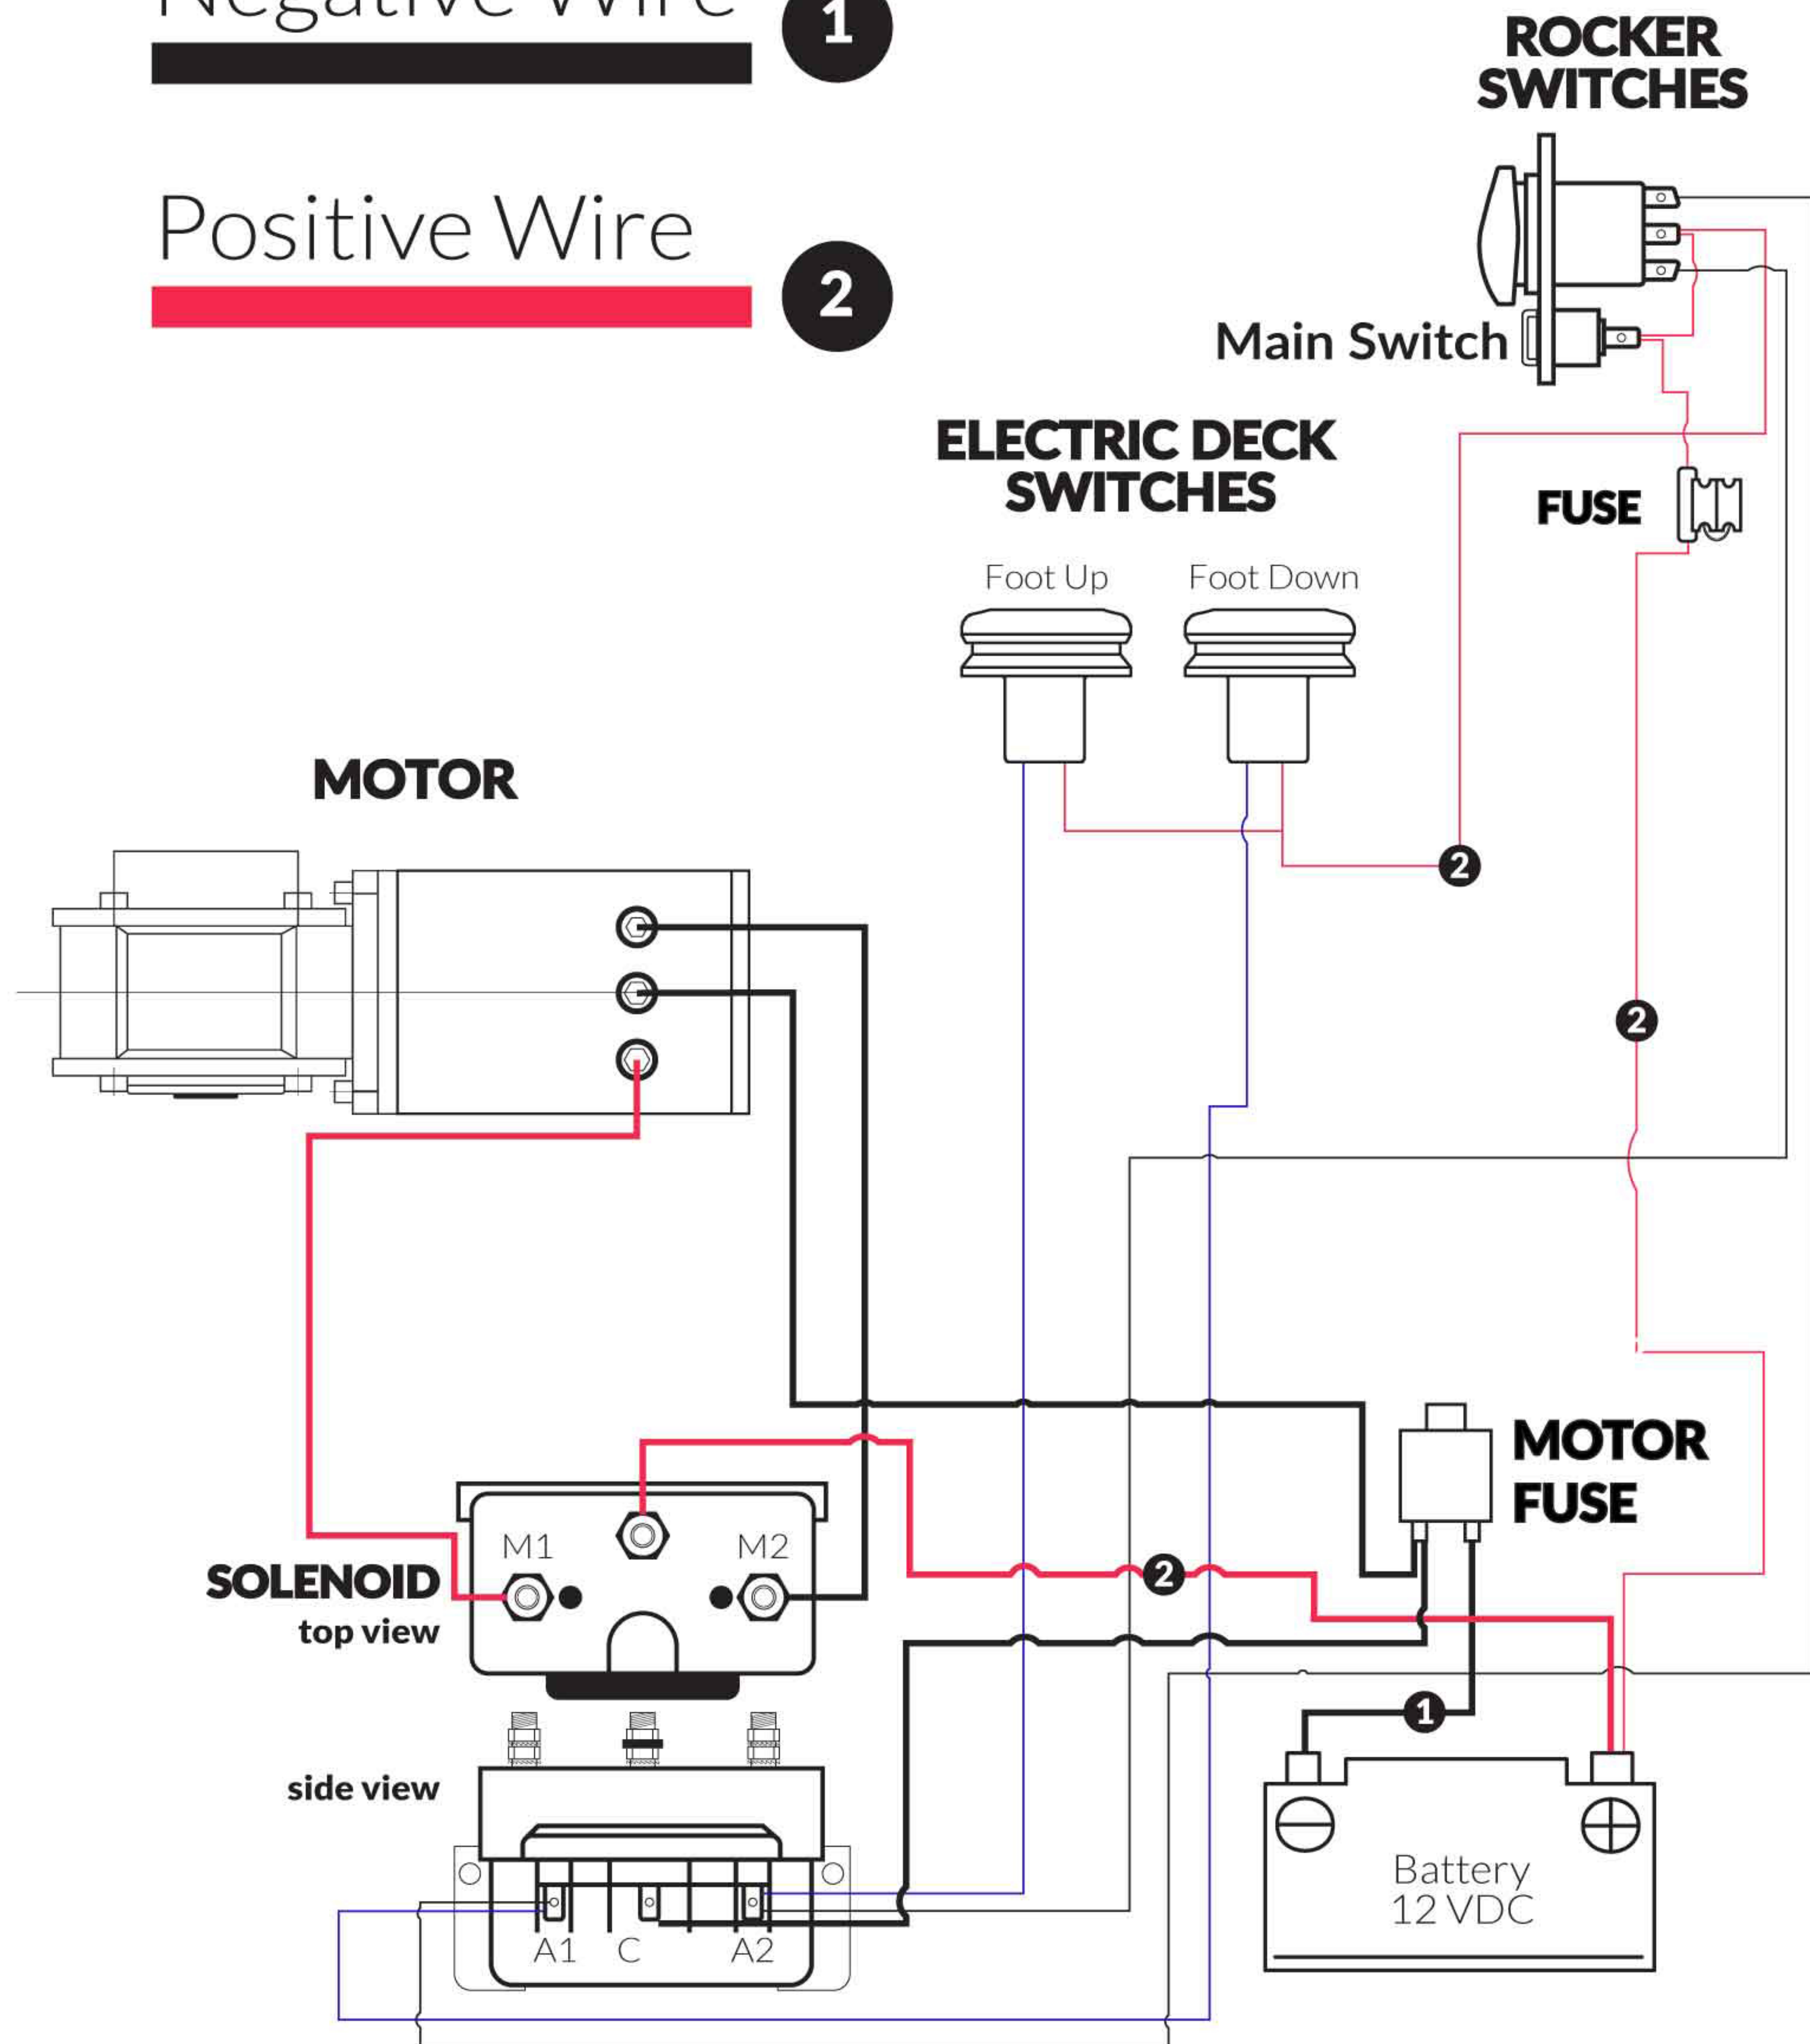 Negative Wire
1
Positive Wire
2
ROCKER
SWITCHES
Main Switch
ELECTRIC DECK
SWITCHES
FUSE
Foot Up
Foot Down
MOTOR
2
2
MOTOR
FUSE
M1
M2
SOLENOID
top view
2
1
side view
Battery
12 VDC
A1
C
A2